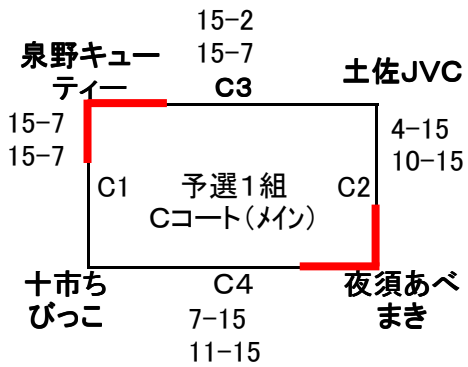 15-2
15-7
泉野キュー
ティー
C3
土佐JVC
15-7
15-7
4-15
10-15
C1
予選1組
C2
Cコート(メイン)
十市ち
びっこ
C4
夜須あべ
まき
7-15
11-15